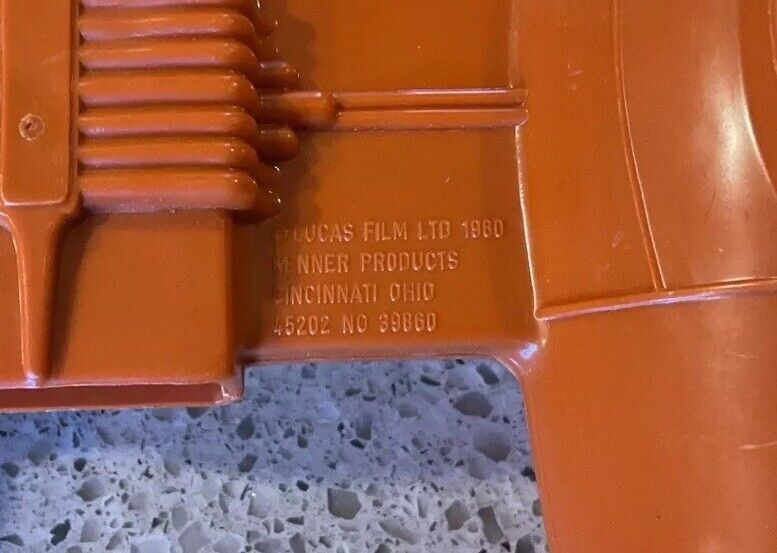 © LUCAS FILM LTD 1980
KENNER PRODUCTS
CINCINNATI OHIO
45202 NO 39860